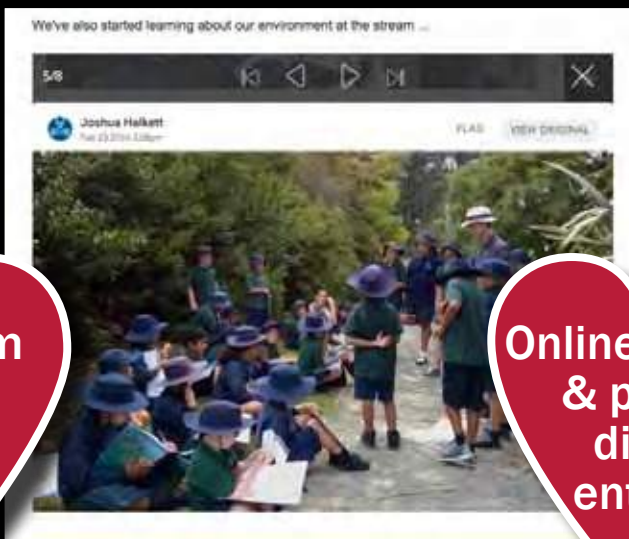 We've also started learning about our environment at the stream ...
5/8
Joshua Halkett
FLAG
VIEW ORIGINAL
m
Online
& p
di
ent